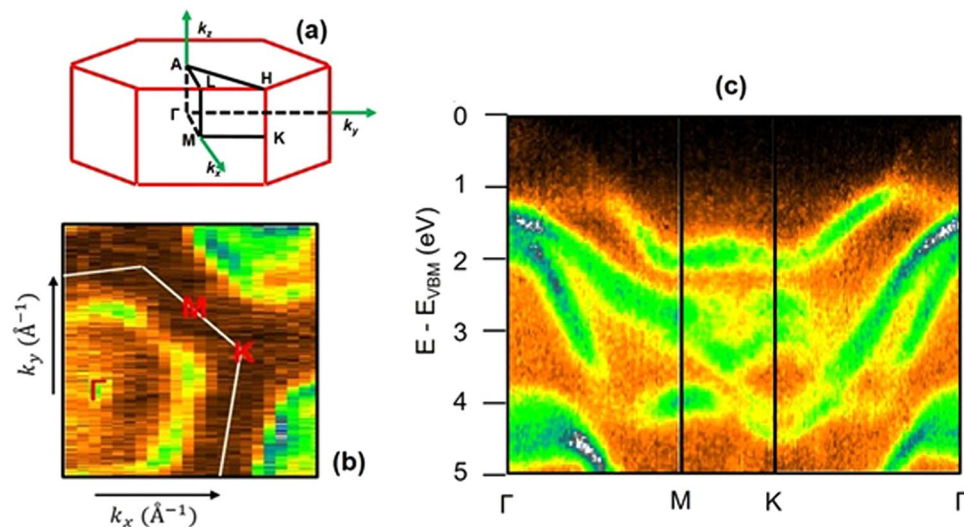 (a)
k_z
A
L
H
Γ
k_y
M
K
k_x
(b)
k_y (Å⁻¹)
M
K
Γ
k_x (Å⁻¹)
(c)
E - E_VBM (eV)
0
1
2
3
4
5
Γ
M
K
Γ